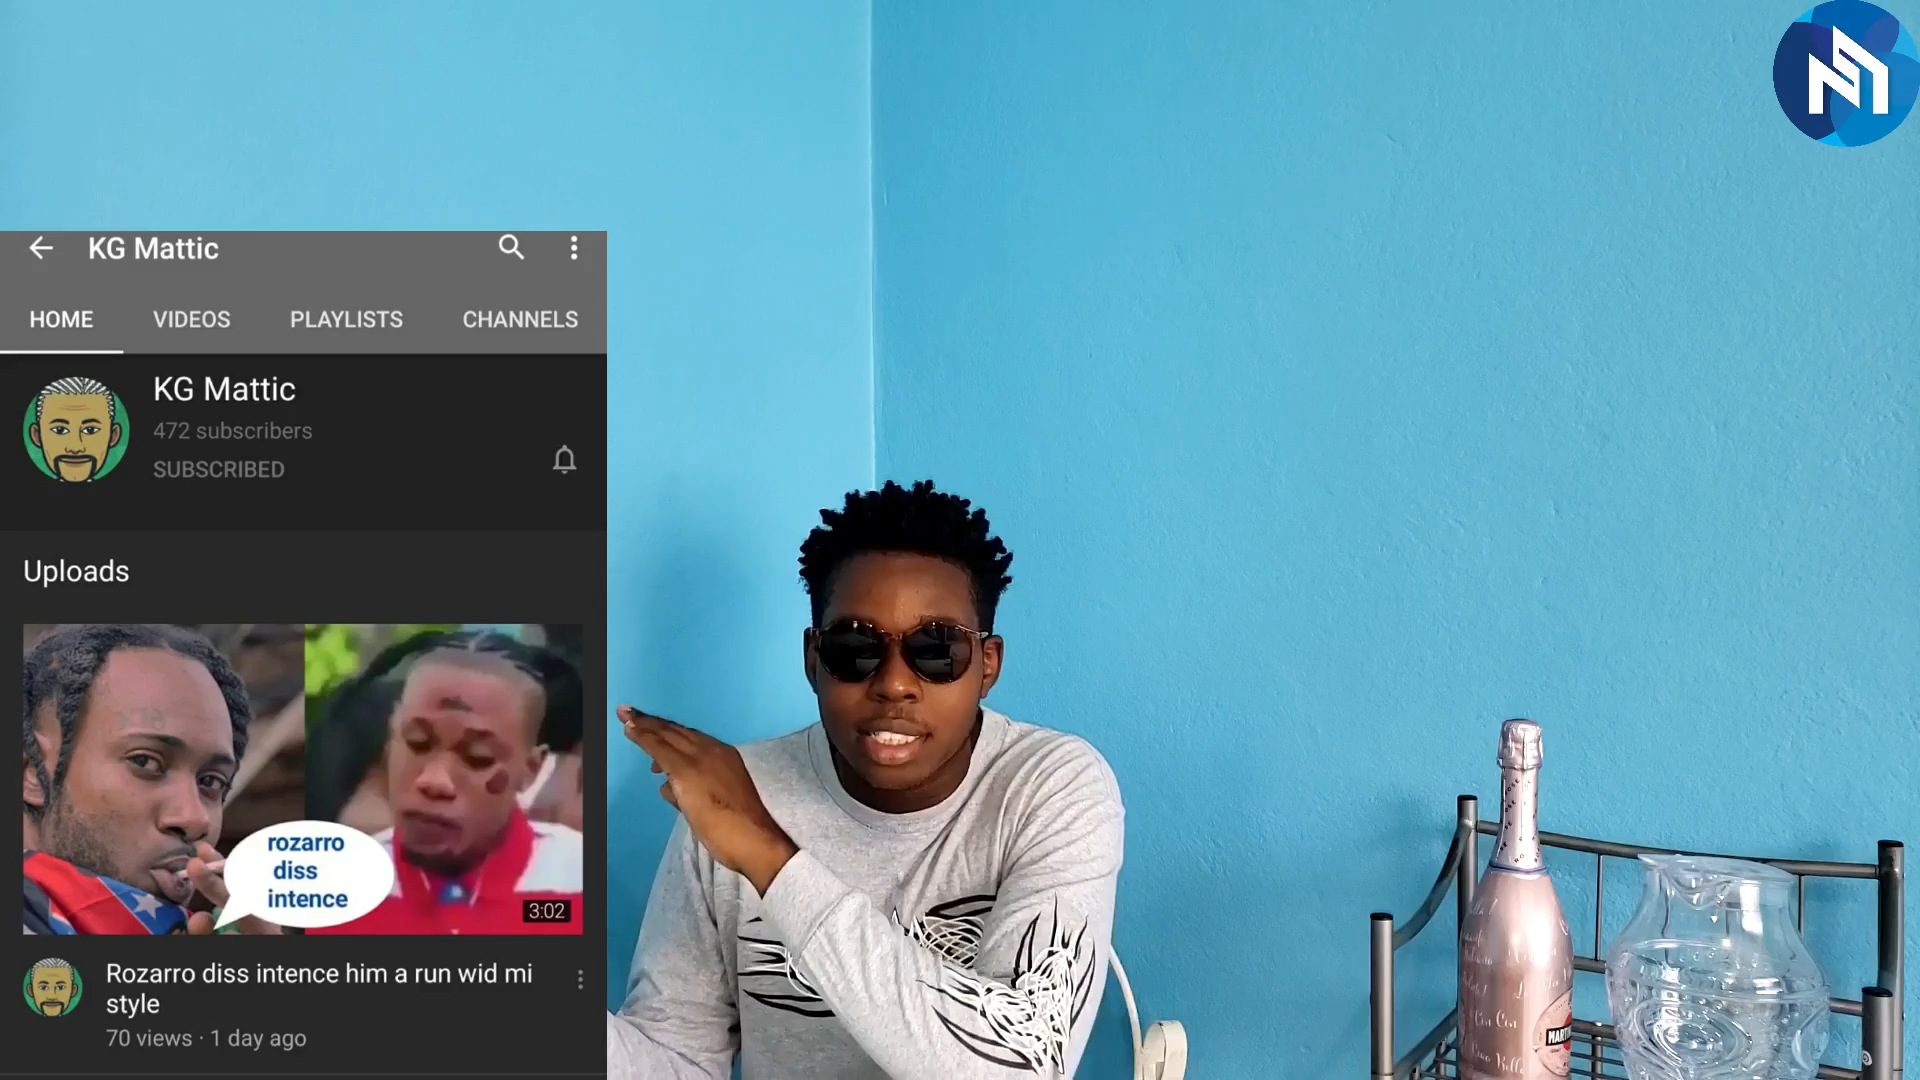 KG Mattic
HOME VIDEOS PLAYLISTS CHANNELS
KG Mattic
472 subscribers
SUBSCRIBED
Uploads
rozarro
diss
intence
3:02
Rozarro diss intence him a run wid mi
style
70 views · 1 day ago